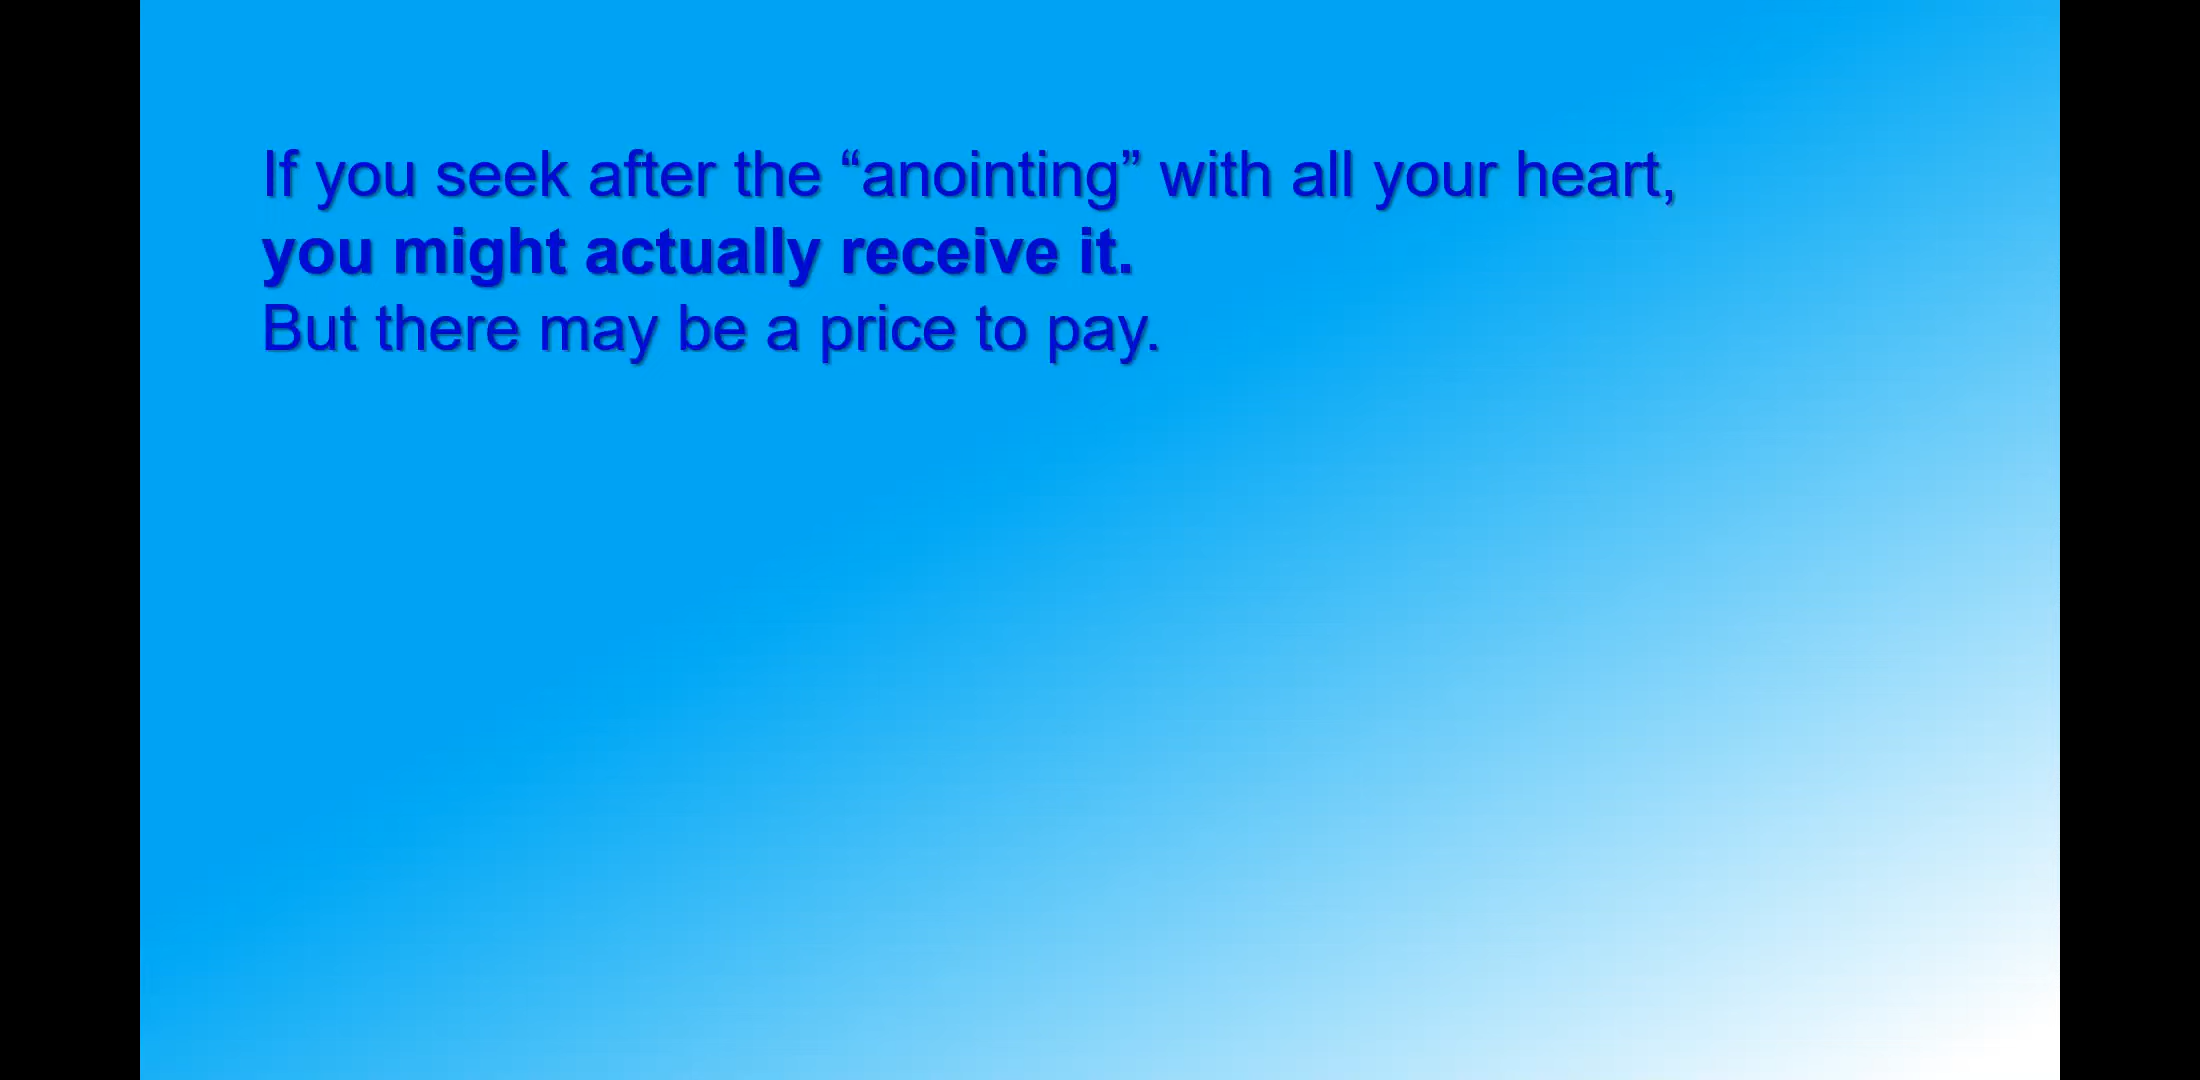 If you seek after the “anointing” with all your heart,
you might actually receive it.
But there may be a price to pay.